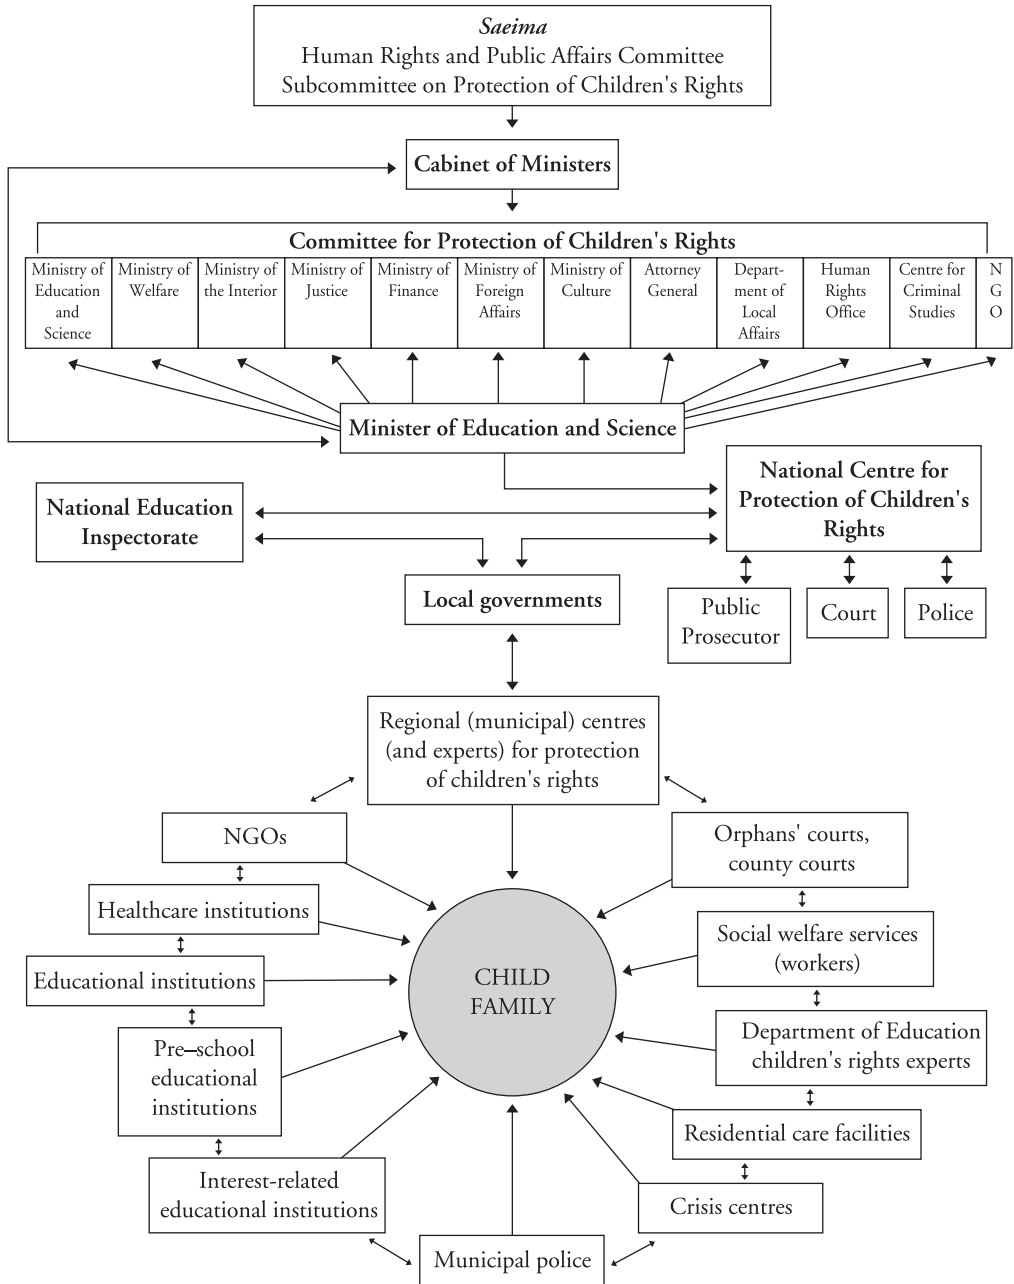 Saeima
Human Rights and Public Affairs Committee
Subcommittee on Protection of Children's Rights
Cabinet of Ministers
Committee for Protection of Children's Rights
Ministry of
Education
and
Science
Ministry of
Welfare
Ministry of
the Interior
Ministry of
Justice
Ministry of
Finance
Ministry of
Foreign
Affairs
Ministry of
Culture
Attorney
General
Depart-
ment of
Local
Affairs
Human
Rights
Office
Centre for
Criminal
Studies
N
G
O
Minister of Education and Science
National Centre for
Protection of Children's
Rights
National Education
Inspectorate
Local governments
Public
Prosecutor
Court
Police
Regional (municipal) centres
(and experts) for protection
of children's rights
NGOs
Orphans' courts,
county courts
Healthcare institutions
Social welfare services
(workers)
Educational institutions
CHILD
FAMILY
Pre–school
educational
institutions
Department of Education
children's rights experts
Residential care facilities
Interest-related
educational institutions
Crisis centres
Municipal police